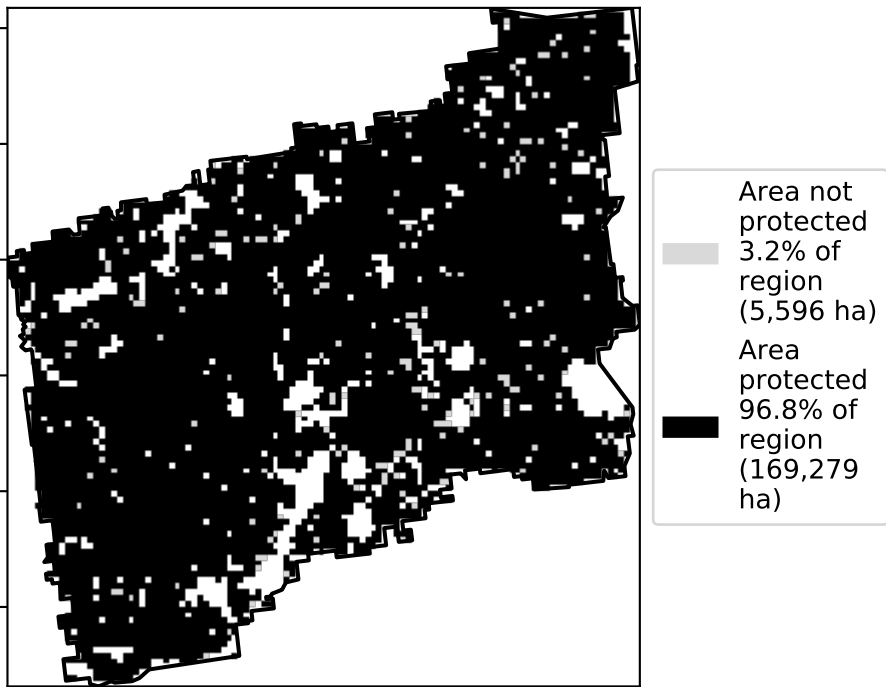 Area not
protected
3.2% of
region
(5,596 ha)
Area
protected
96.8% of
region
(169,279
ha)